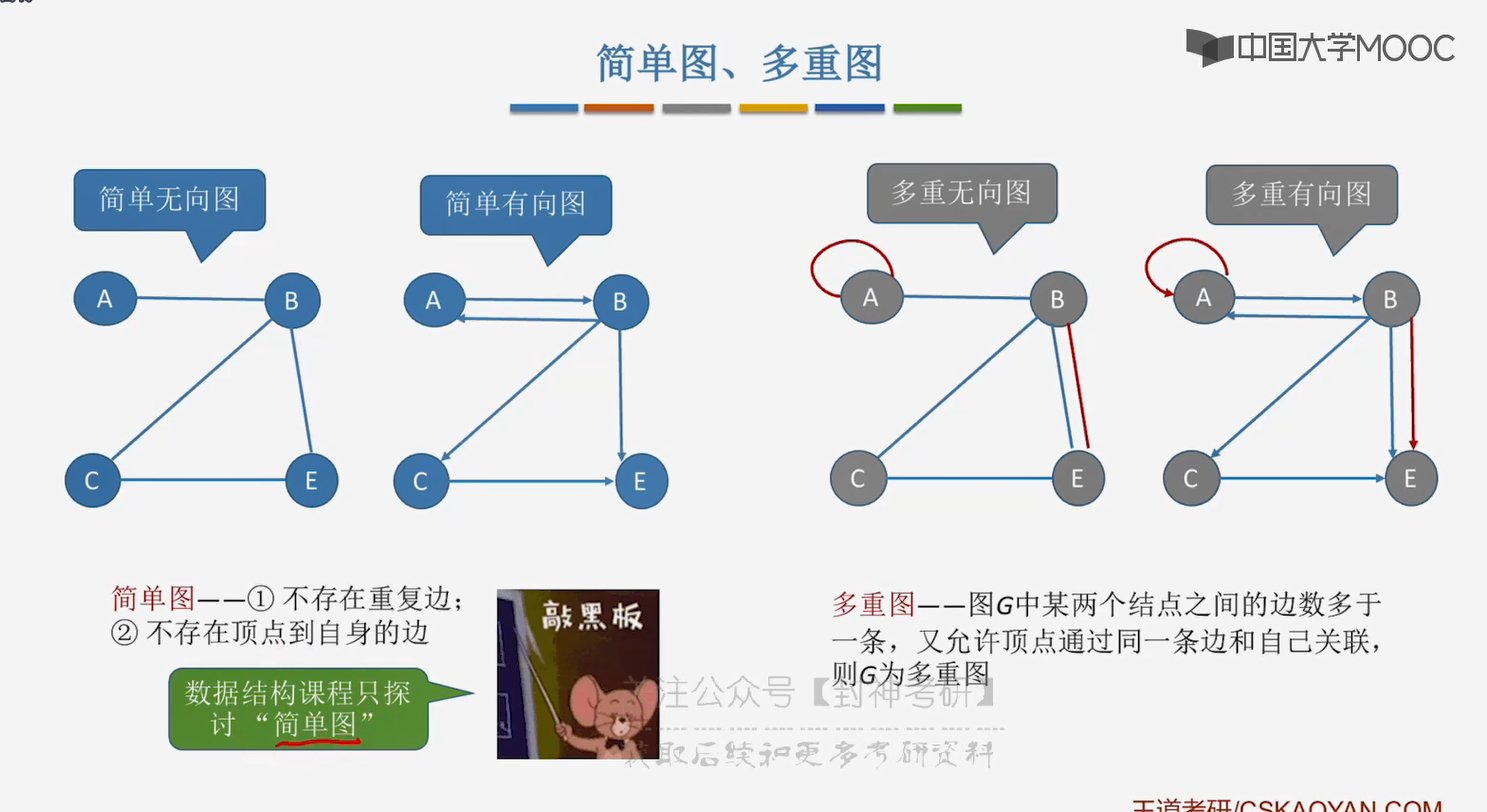 中国大学MOOC
简单图、多重图
简单无向图
简单有向图
多重无向图
多重有向图
A
B
C
E
A
B
C
E
A
B
C
E
A
B
C
E
简单图——① 不存在重复边；
② 不存在顶点到自身的边
数据结构课程只探
讨“简单图”
敲黑板
多重图——图G中某两个结点之间的边数多于
一条，又允许顶点通过同一条边和自己关联，
则G为多重图
关注公众号【封神考研】
获取后续和更多考研资料
王道考研/CSKAOYAN.COM